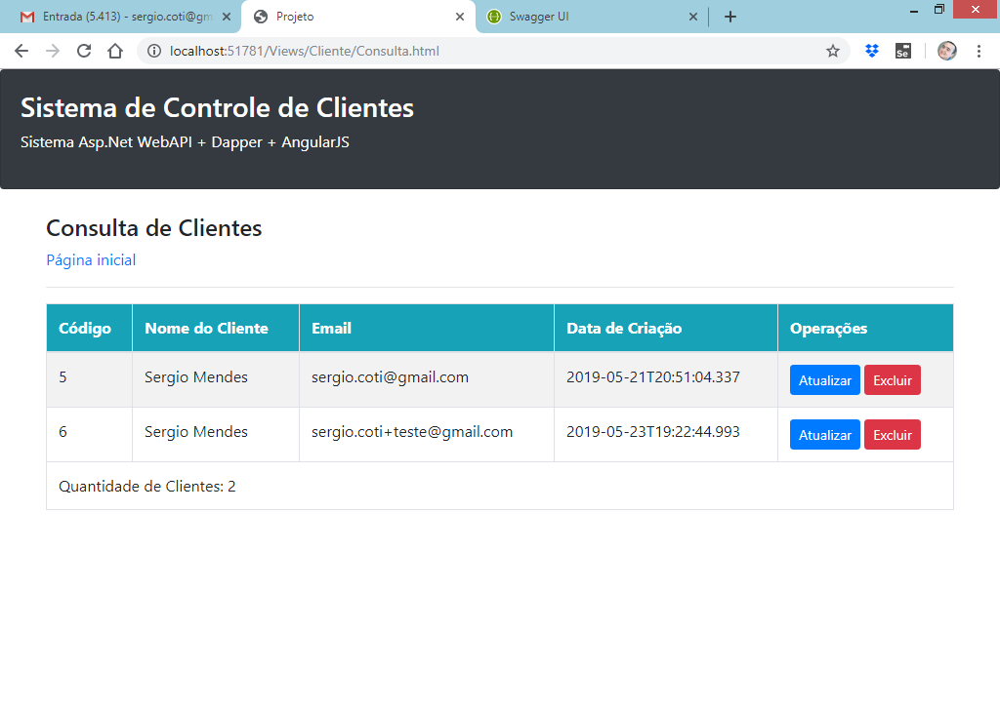 Entrada (5.413) - sergio.coti@gm
Projeto
Swagger UI
localhost:51781/Views/Cliente/Consulta.html
Se
Sistema de Controle de Clientes
Sistema Asp.Net WebAPI + Dapper + AngularJS
Consulta de Clientes
Página inicial
Código Nome do Cliente Email Data de Criação Operações
5 Sergio Mendes sergio.coti@gmail.com 2019-05-21T20:51:04.337 Atualizar Excluir
6 Sergio Mendes sergio.coti+teste@gmail.com 2019-05-23T19:22:44.993 Atualizar Excluir
Quantidade de Clientes: 2